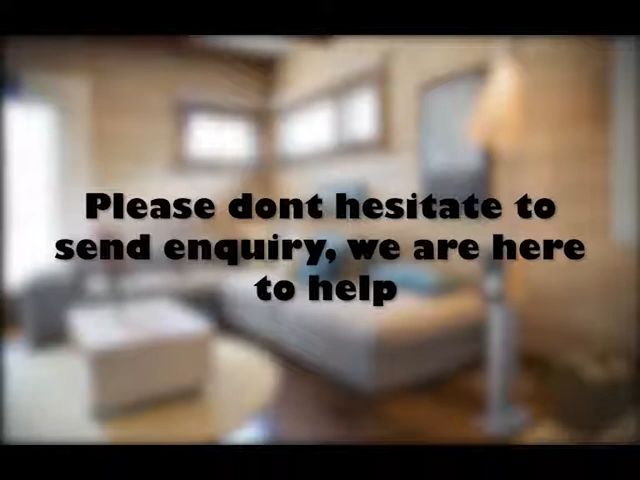 Please dont hesitate to
send enquiry, we are here
to help